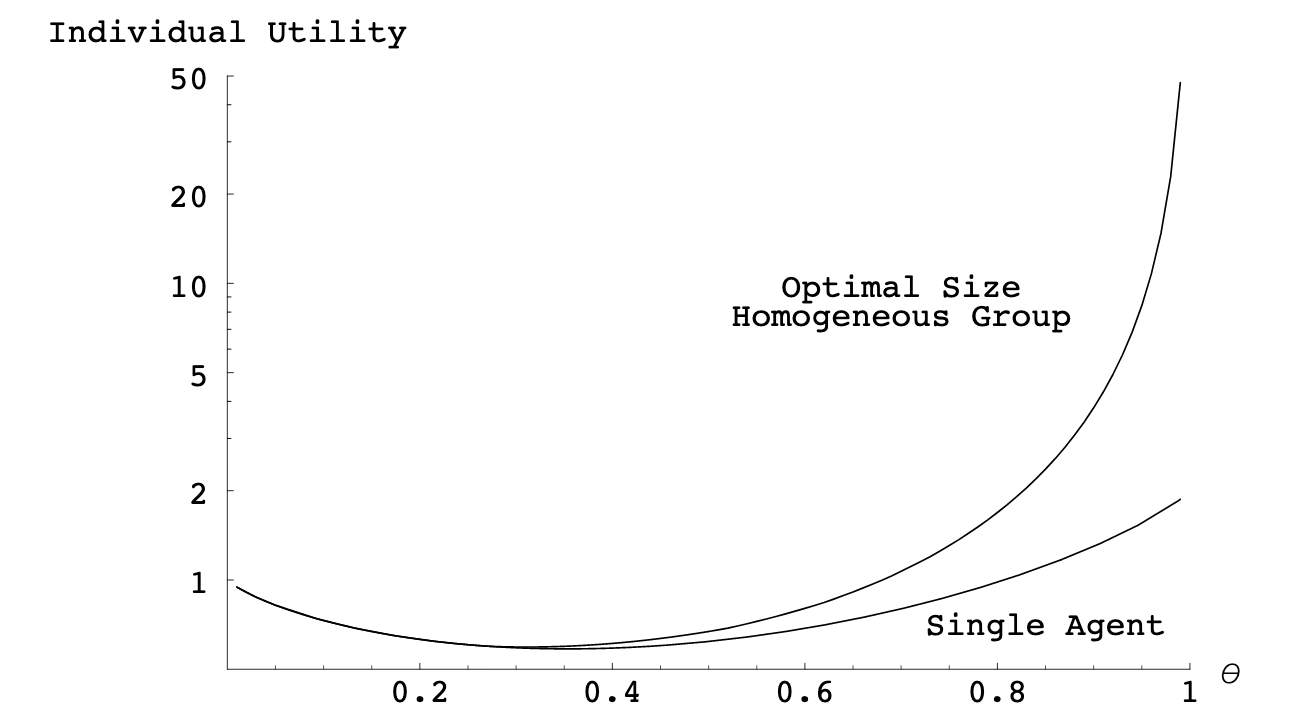 Individual Utility
50
20
10
5
2
1
Optimal Size
Homogeneous Group
Single Agent
0.2 0.4 0.6 0.8 1 θ